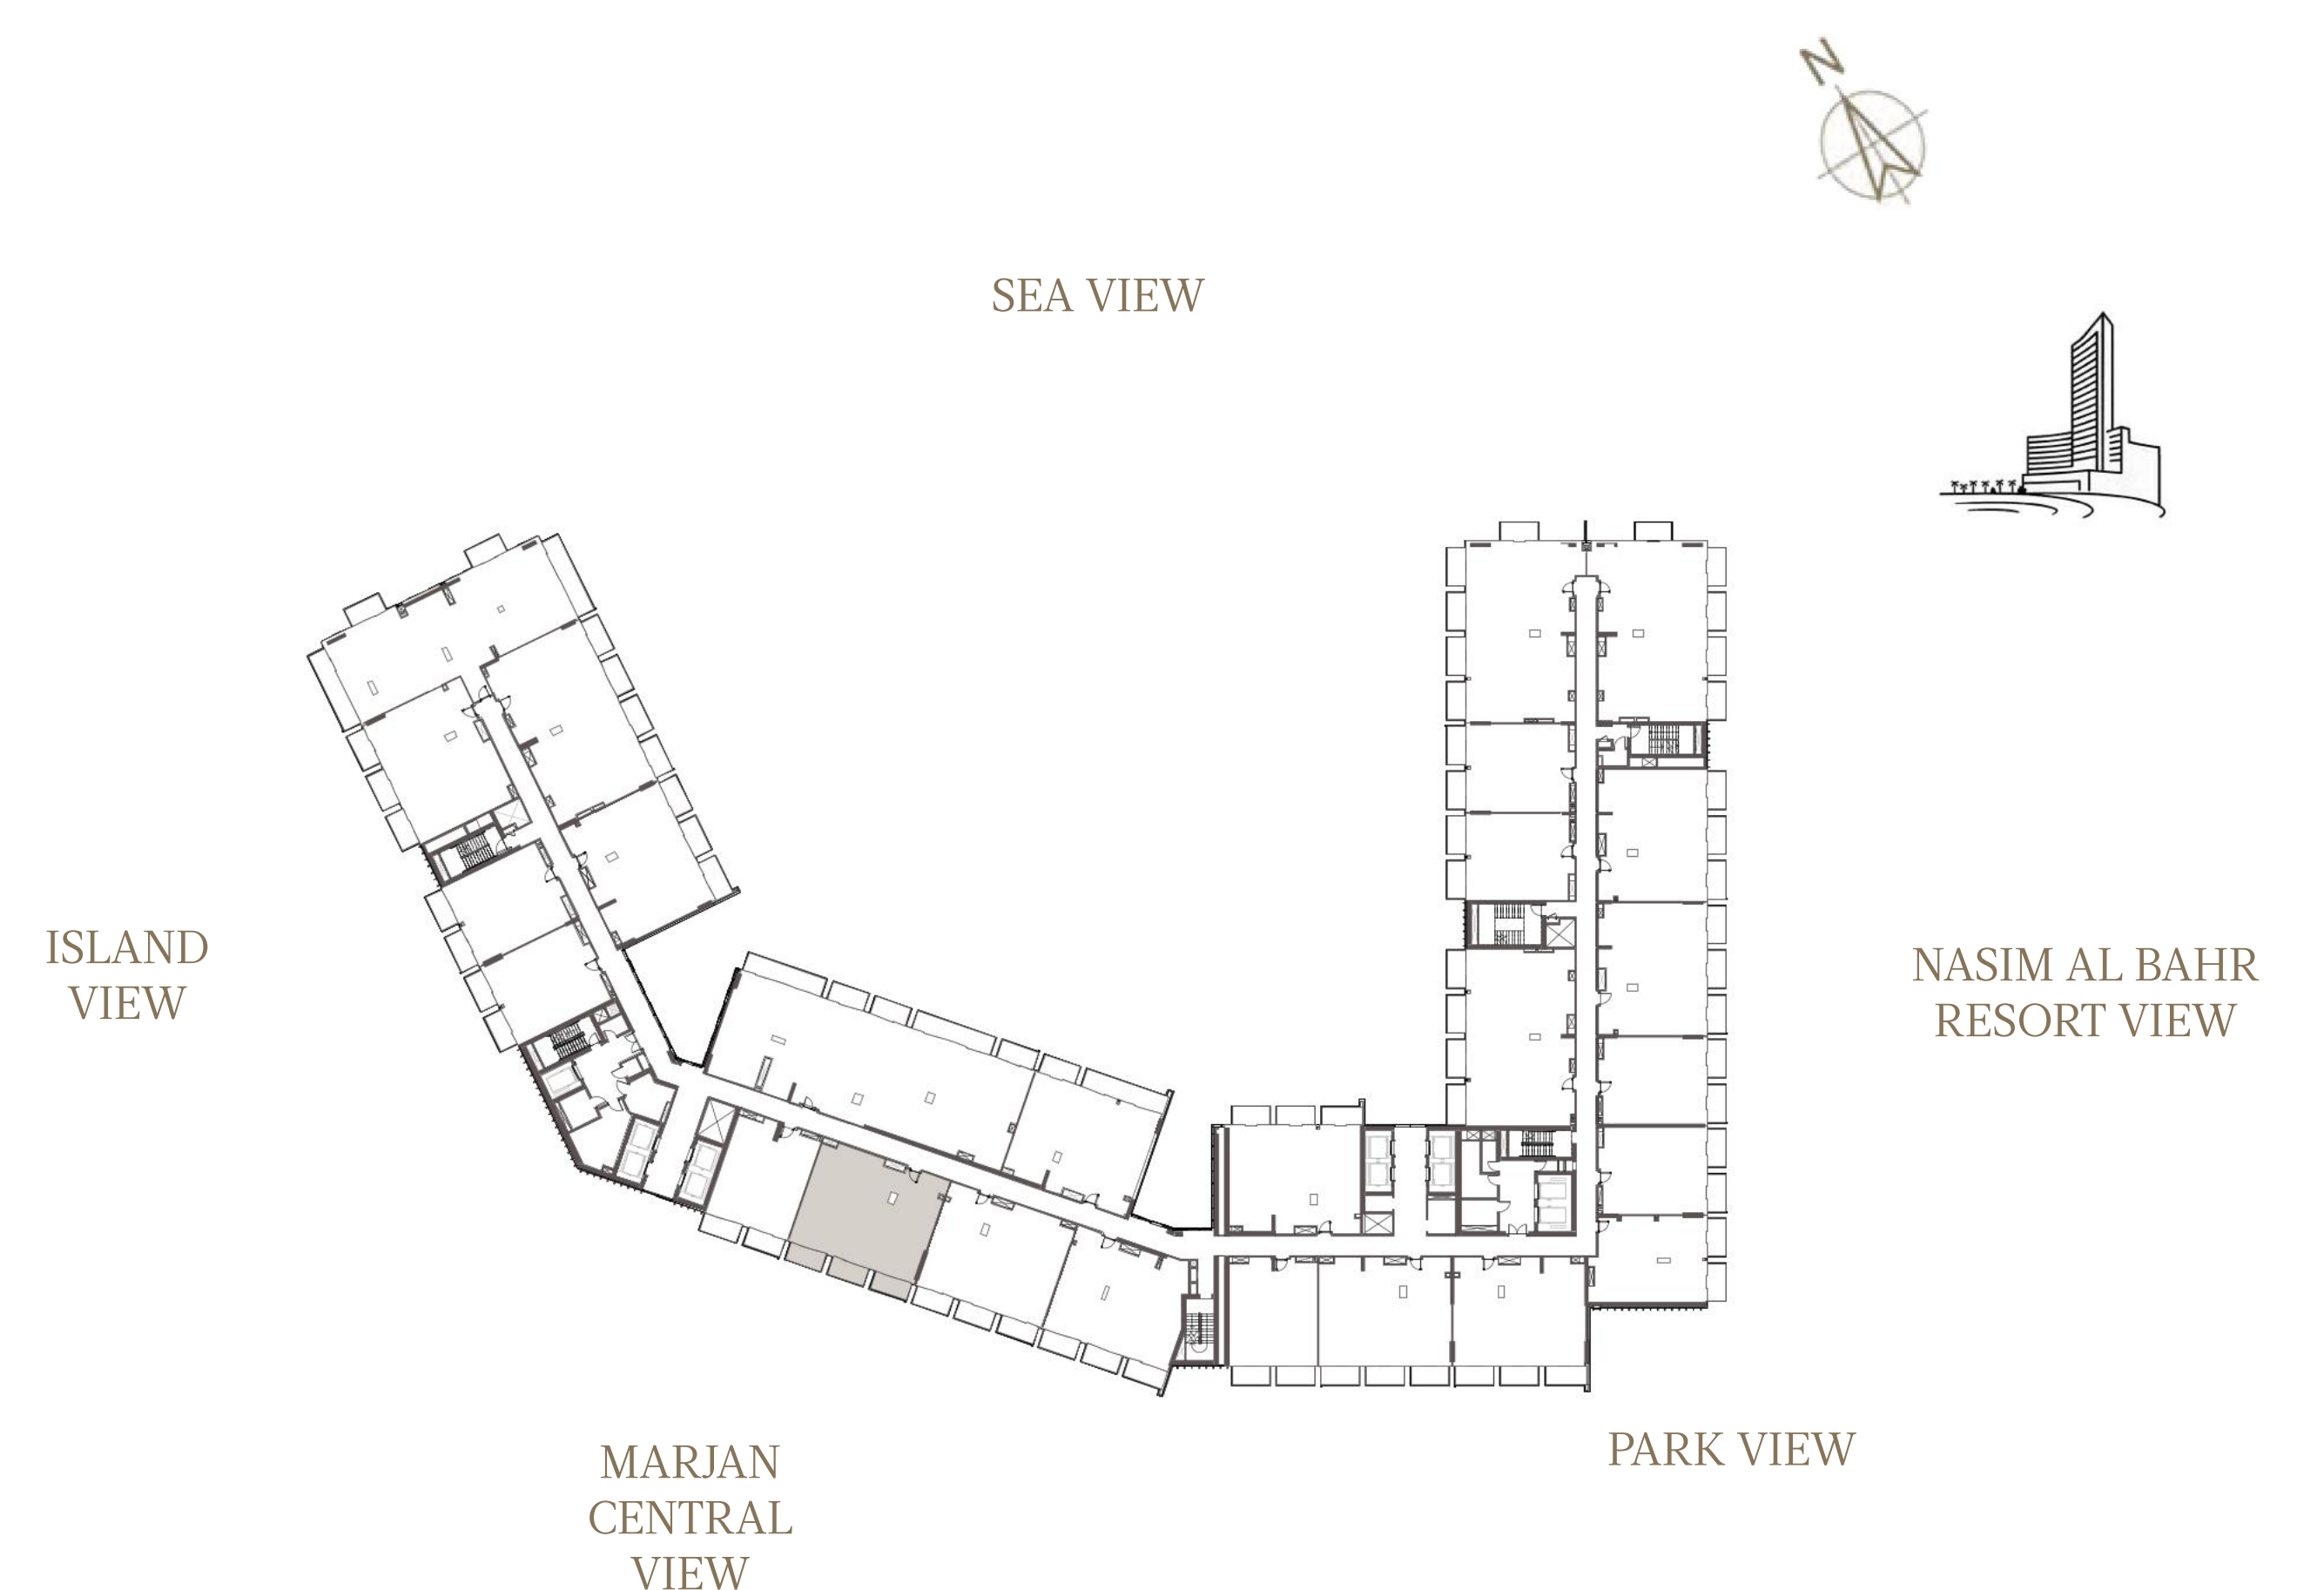 N
SEA VIEW
ISLAND
VIEW
NASIM AL BAHR
RESORT VIEW
PARK VIEW
MARJAN
CENTRAL
VIEW